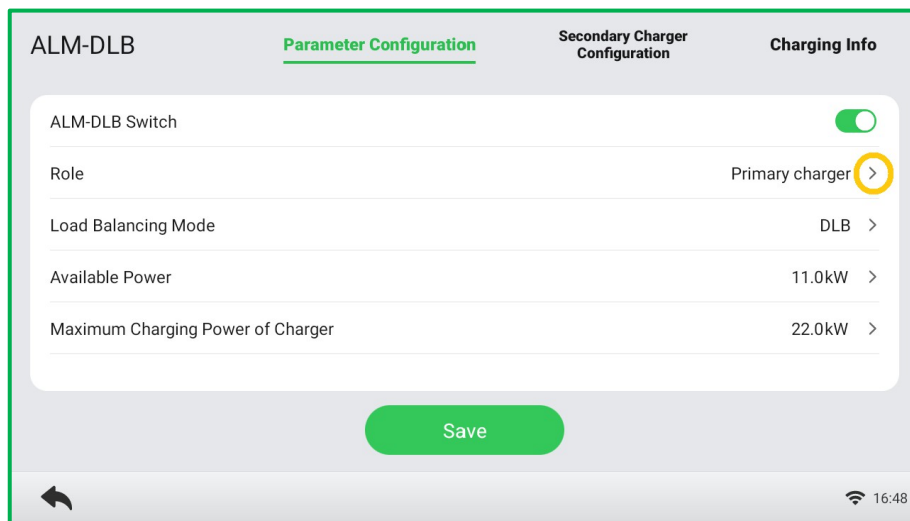 ALM-DLB
Parameter Configuration
Secondary Charger
Configuration
Charging Info
ALM-DLB Switch
Role
Primary charger
Load Balancing Mode
DLB
Available Power
11.0kW
Maximum Charging Power of Charger
22.0kW
Save
16:48